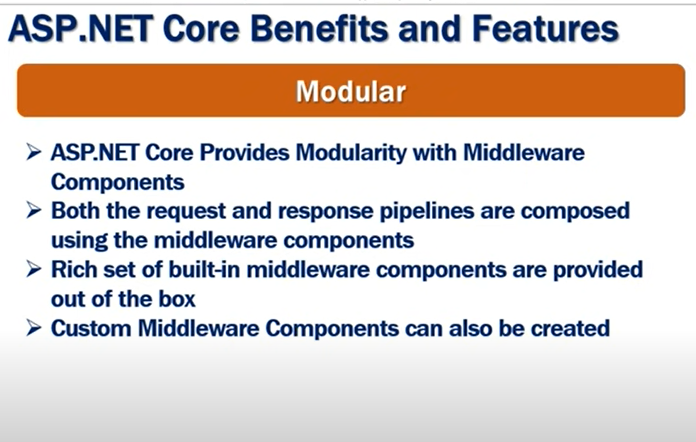 ASP.NET Core Benefits and Features
Modular
➢ ASP.NET Core Provides Modularity with Middleware
Components
➢ Both the request and response pipelines are composed
using the middleware components
➢ Rich set of built-in middleware components are provided
out of the box
➢ Custom Middleware Components can also be created